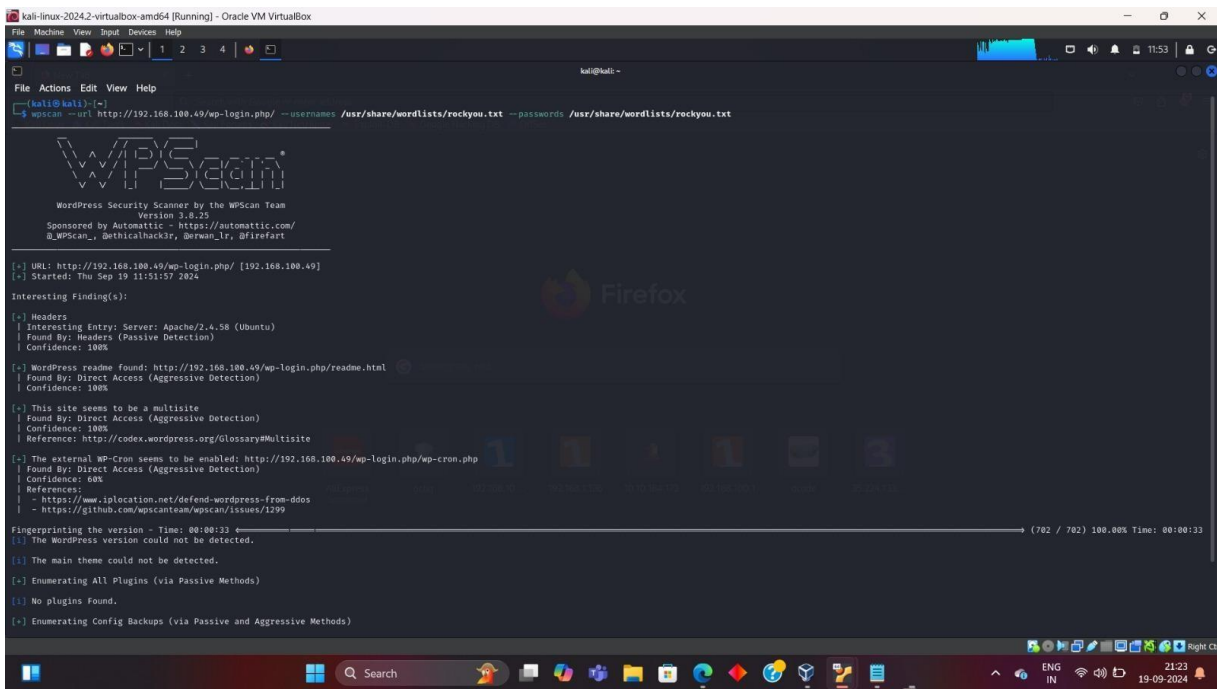 kali-linux-2024.2-virtualbox-amd64 [Running] - Oracle VM VirtualBox
File Machine View Input Devices Help
1 2 3 4 11:53
kali@kali: ~
File Actions Edit View Help
(kali㉿kali)-[~]
$ wpscan --url http://192.168.100.49/wp-login.php/ --usernames /usr/share/wordlists/rockyou.txt --passwords /usr/share/wordlists/rockyou.txt
WPScan ®
WordPress Security Scanner by the WPScan Team
Version 3.8.25
Sponsored by Automattic - https://automattic.com/
@_WPScan_, @ethicalhack3r, @erwan_lr, @firefart
[+] URL: http://192.168.100.49/wp-login.php/ [192.168.100.49]
[+] Started: Thu Sep 19 11:51:57 2024
Interesting Finding(s):
[+] Headers
| Interesting Entry: Server: Apache/2.4.58 (Ubuntu)
| Found By: Headers (Passive Detection)
| Confidence: 100%
[+] WordPress readme found: http://192.168.100.49/wp-login.php/readme.html
| Found By: Direct Access (Aggressive Detection)
| Confidence: 100%
[+] This site seems to be a multisite
| Found By: Direct Access (Aggressive Detection)
| Confidence: 100%
| Reference: http://codex.wordpress.org/Glossary#Multisite
[+] The external WP-Cron seems to be enabled: http://192.168.100.49/wp-login.php/wp-cron.php
| Found By: Direct Access (Aggressive Detection)
| Confidence: 60%
| References:
| - https://www.iplocation.net/defend-wordpress-from-ddos
| - https://github.com/wpscanteam/wpscan/issues/1299
Fingerprinting the version - Time: 00:00:33 <====> (702 / 702) 100.00% Time: 00:00:33
[i] The WordPress version could not be detected.
[i] The main theme could not be detected.
[+] Enumerating All Plugins (via Passive Methods)
[i] No plugins Found.
[+] Enumerating Config Backups (via Passive and Aggressive Methods)
Firefox
Right Ct
Search
ENG
IN
21:23
19-09-2024